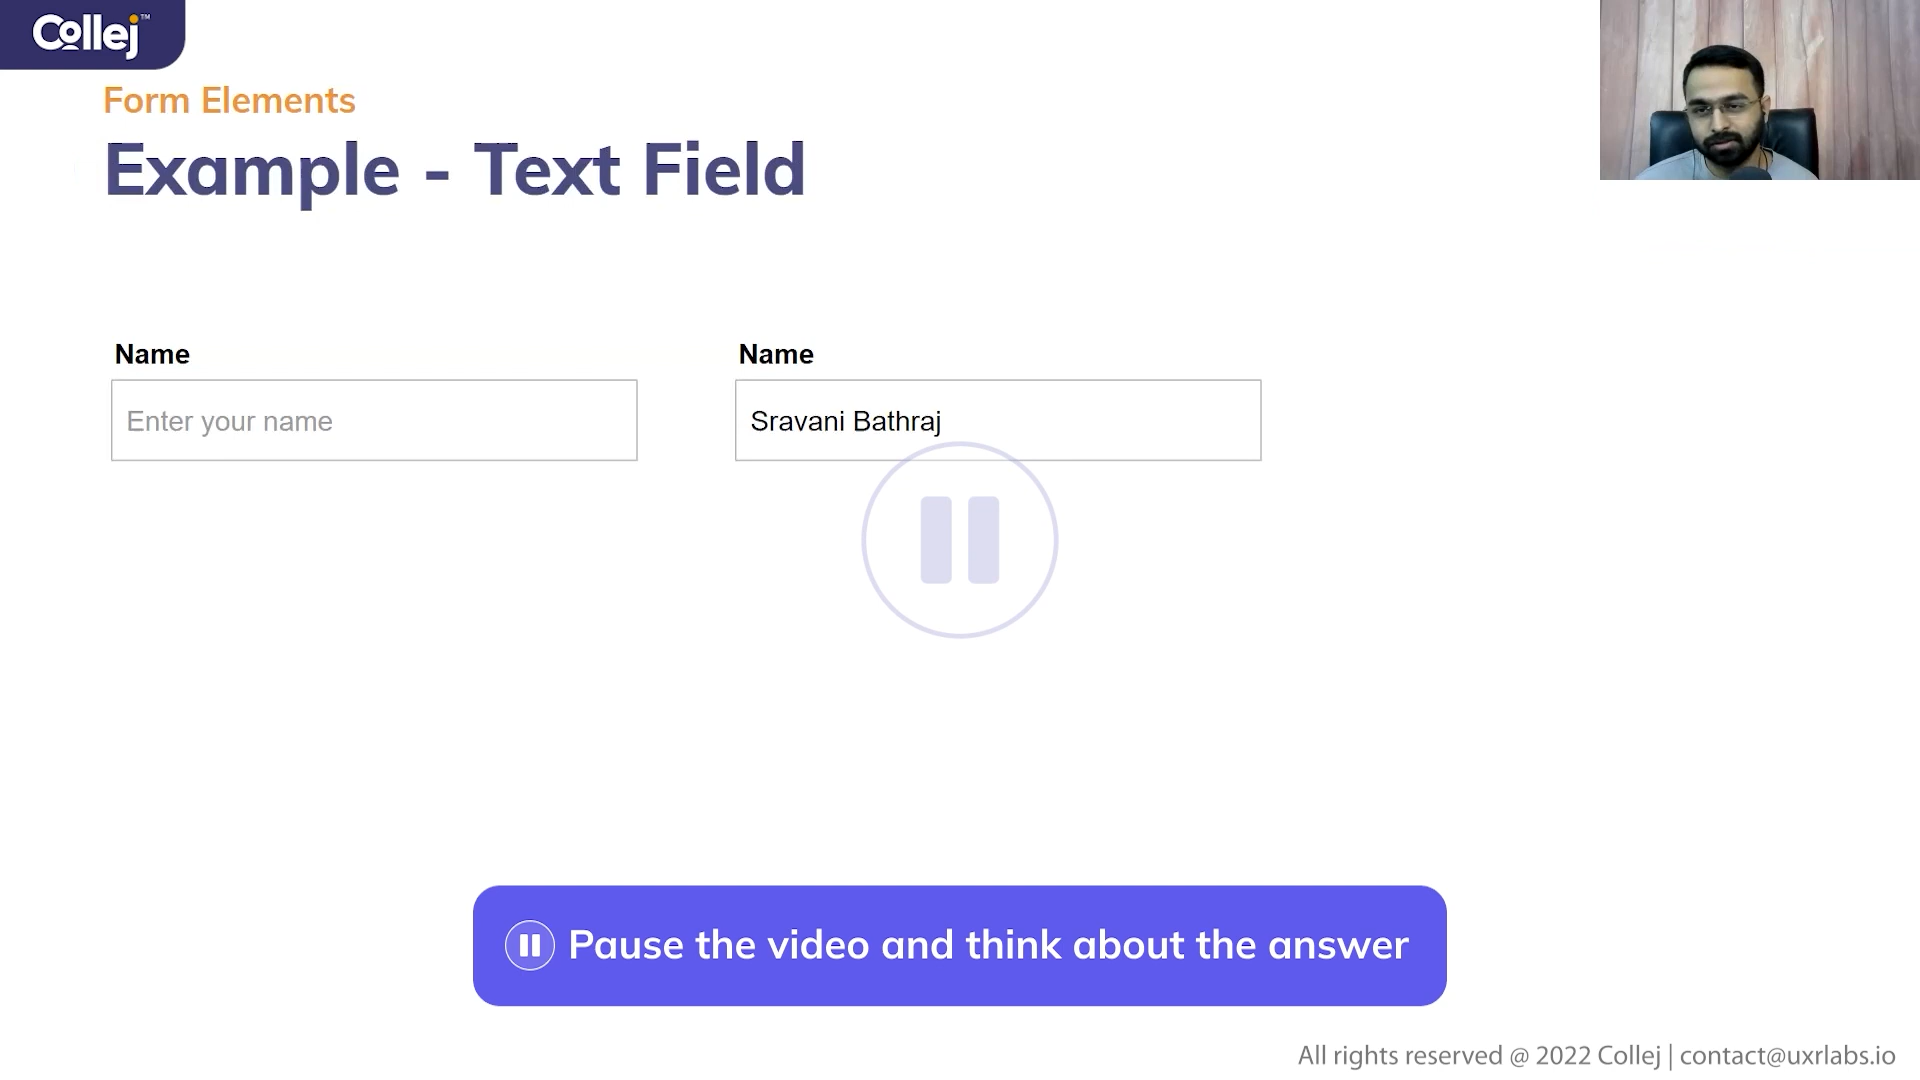 Collej™
Form Elements
Example - Text Field
Name
Enter your name
Name
Sravani Bathraj
Pause the video and think about the answer
All rights reserved @ 2022 Collej | contact@uxrlabs.io